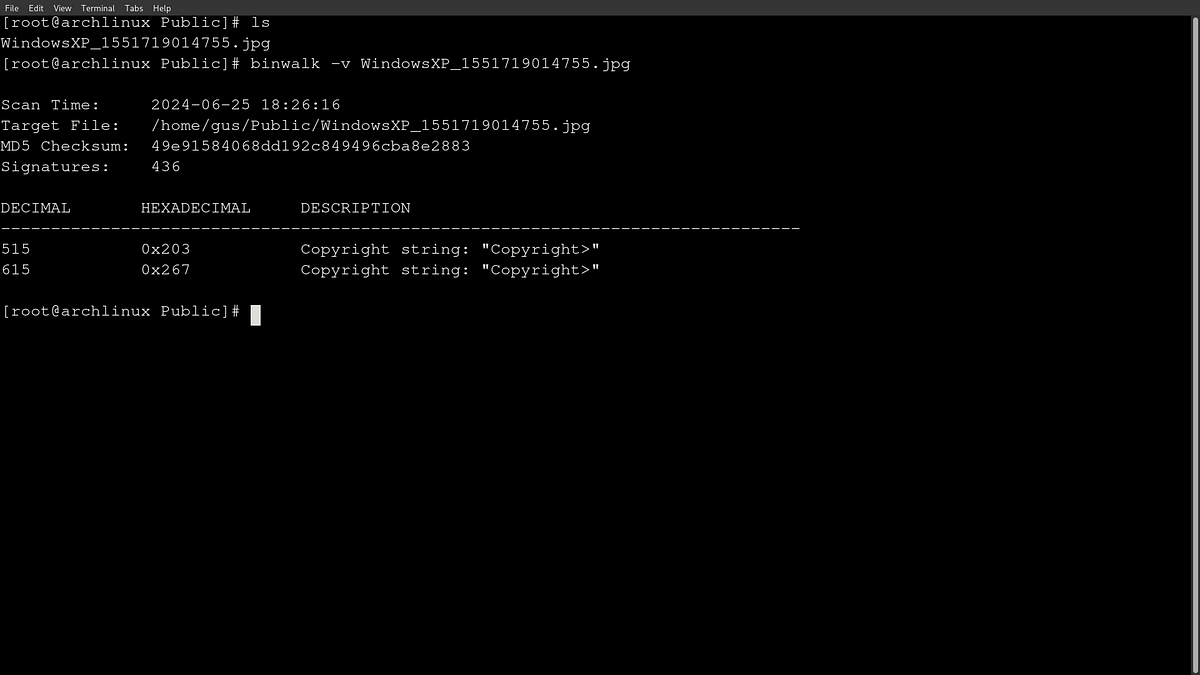 File Edit View Terminal Tabs Help
[root@archlinux Public]# ls
WindowsXP_1551719014755.jpg
[root@archlinux Public]# binwalk -v WindowsXP_1551719014755.jpg
Scan Time:     2024-06-25 18:26:16
Target File:   /home/gus/Public/WindowsXP_1551719014755.jpg
MD5 Checksum:  49e91584068dd192c849496cba8e2883
Signatures:    436
DECIMAL       HEXADECIMAL     DESCRIPTION
--------------------------------------------------------------------------------
515           0x203           Copyright string: "Copyright>"
615           0x267           Copyright string: "Copyright>"
[root@archlinux Public]#